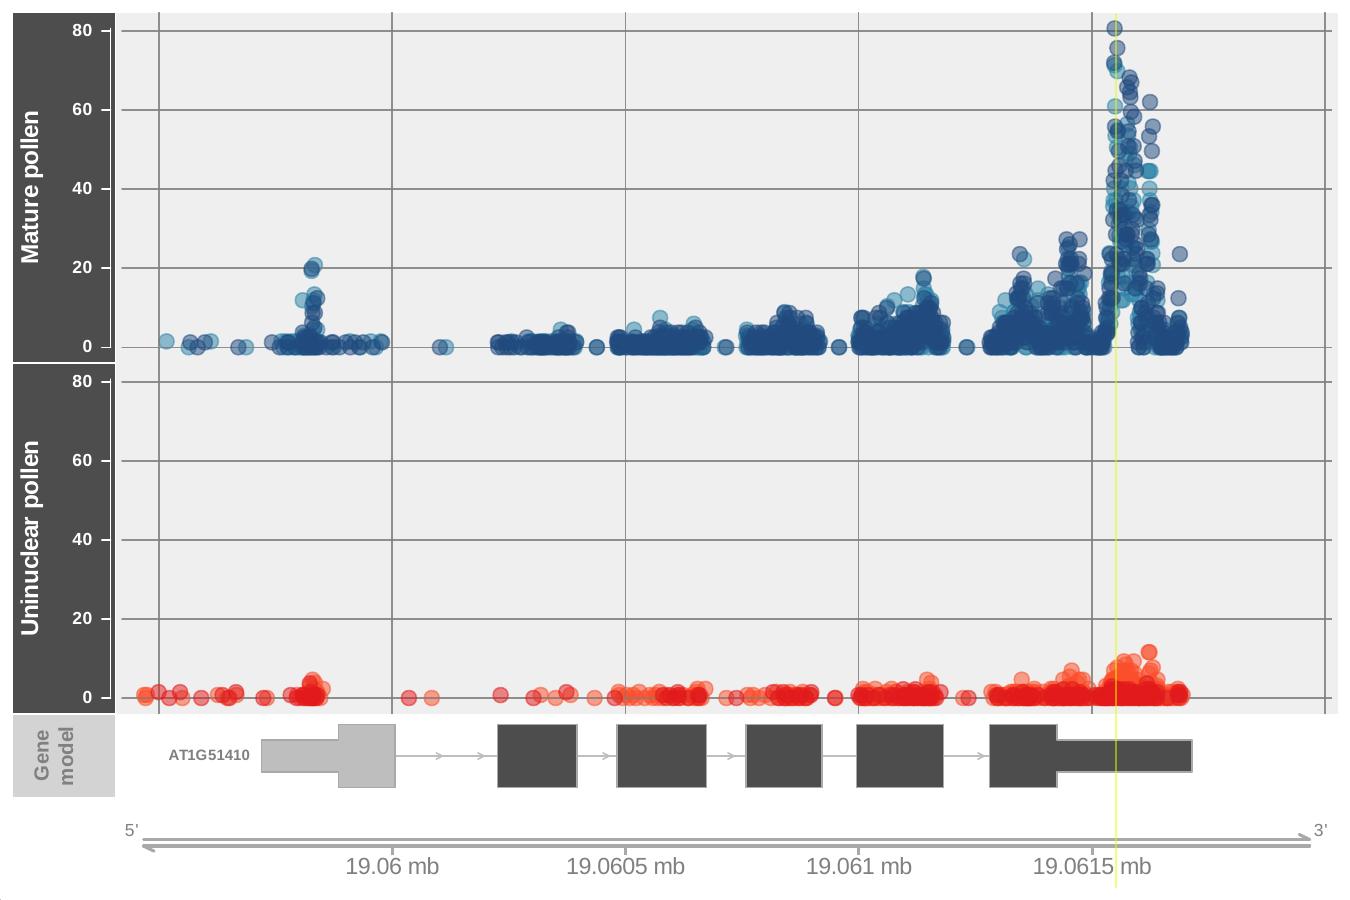 Mature pollen
80
60
40
20
0
Uninuclear pollen
80
60
40
20
0
Gene
model
AT1G51410
5'
3'
19.06 mb
19.0605 mb
19.061 mb
19.0615 mb